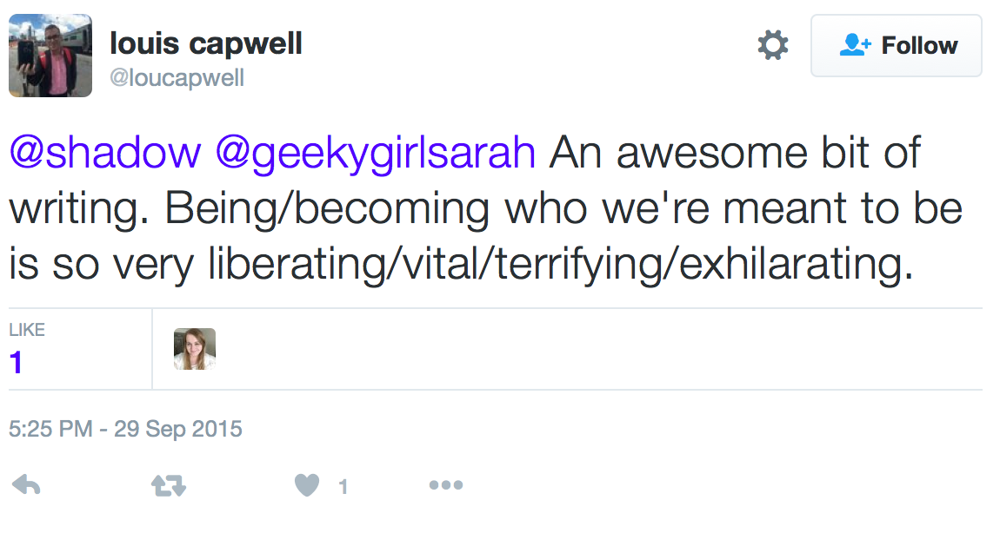 louis capwell
@loucapwell
Follow
@shadow @geekygirlsarah An awesome bit of
writing. Being/becoming who we're meant to be
is so very liberating/vital/terrifying/exhilarating.
LIKE
1
5:25 PM - 29 Sep 2015
1